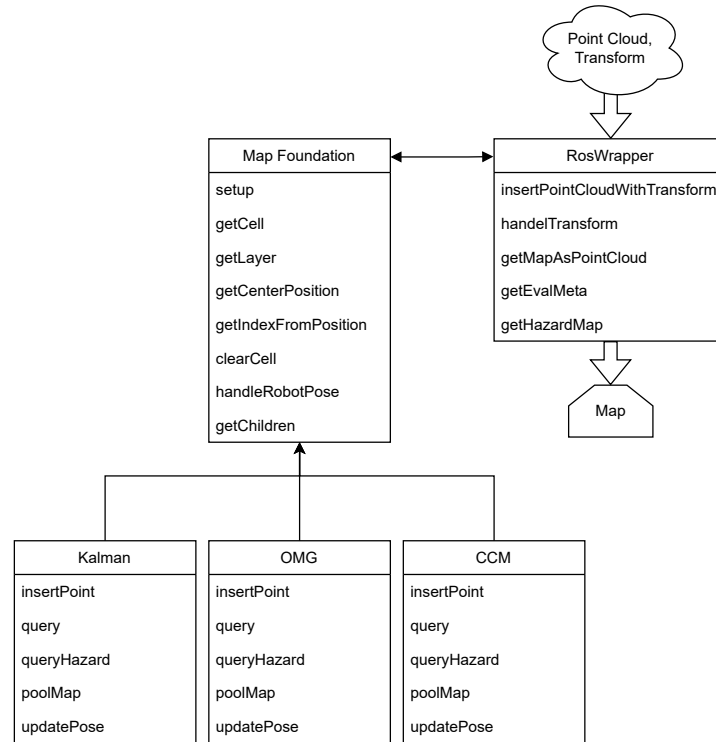 Point Cloud,
Transform
Map Foundation
setup
getCell
getLayer
getCenterPosition
getIndexFromPosition
clearCell
handleRobotPose
getChildren
RosWrapper
insertPointCloudWithTransform
handelTransform
getMapAsPointCloud
getEvalMeta
getHazardMap
Map
Kalman
insertPoint
query
queryHazard
poolMap
updatePose
OMG
insertPoint
query
queryHazard
poolMap
updatePose
CCM
insertPoint
query
queryHazard
poolMap
updatePose